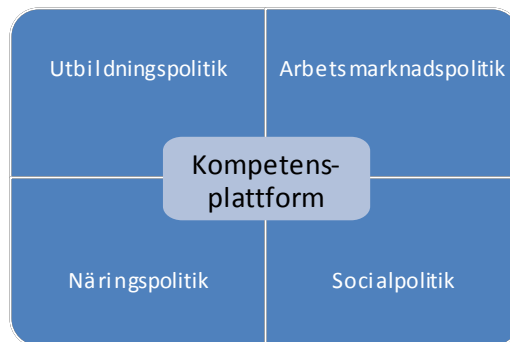 Utbildningspolitik
Arbetsmarknadspolitik
Kompetens-
plattform
Näringspolitik
Socialpolitik